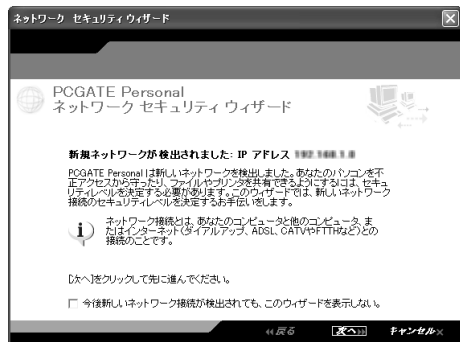 ネットワーク セキュリティ ウィザード
PCGATE Personal
ネットワーク セキュリティ ウィザード
新規ネットワークが検出されました: IP アドレス
PCGATE Personal は新しいネットワークを検出しました。あなたのパソコンを不
正アクセスから守ったり、ファイルやプリンタを共有できるようにするには、セキュ
リティレベルを決定する必要があります。このウィザードでは、新しいネットワーク
接続のセキュリティレベルを決定するお手伝いをします。
ネットワーク接続とは、あなたのコンピュータと他のコンピュータ、ま
たはインターネット(ダイアルアップ、ADSL、CATVやFTTHなど)との
接続のことです。
[次へ]をクリックして先に進んでください。
今後新しいネットワーク接続が検出されても、このウィザードを表示しない。
戻る 次へ キャンセル